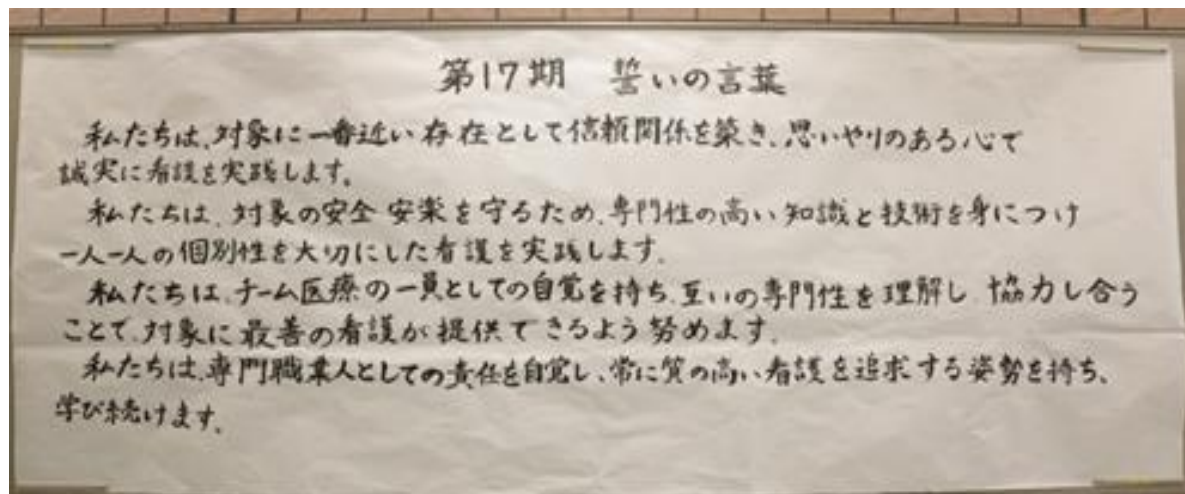 第17期 誓いの言葉
私たちは、対象に一番近い存在として信頼関係を築き、思いやりのある心で
誠実に看護を実践します。
私たちは、対象の安全 安楽を守るため、専門性の高い知識と技術を身につけ
一人一人の個別性を大切にした看護を実践します。
私たちは、チーム医療の一員としての自覚を持ち、互いの専門性を理解し 協力し合う
ことで、対象に最善の看護が提供できるよう努めます。
私たちは、専門職業人としての責任を自覚し、常に質の高い看護を追求する姿勢を持ち、
学び続けます。